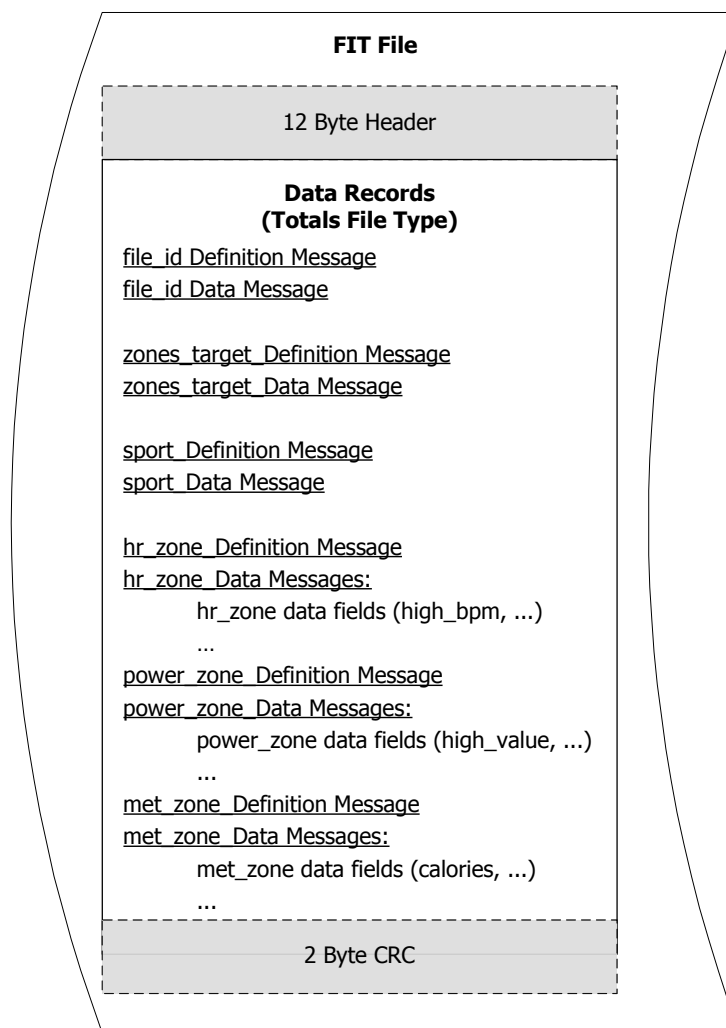 FIT File
12 Byte Header
Data Records
(Totals File Type)
file_id Definition Message
file_id Data Message
zones_target_Definition Message
zones_target_Data Message
sport_Definition Message
sport_Data Message
hr_zone_Definition Message
hr_zone_Data Messages:
hr_zone data fields (high_bpm, ...)
...
power_zone_Definition Message
power_zone_Data Messages:
power_zone data fields (high_value, ...)
...
met_zone_Definition Message
met_zone_Data Messages:
met_zone data fields (calories, ...)
...
2 Byte CRC